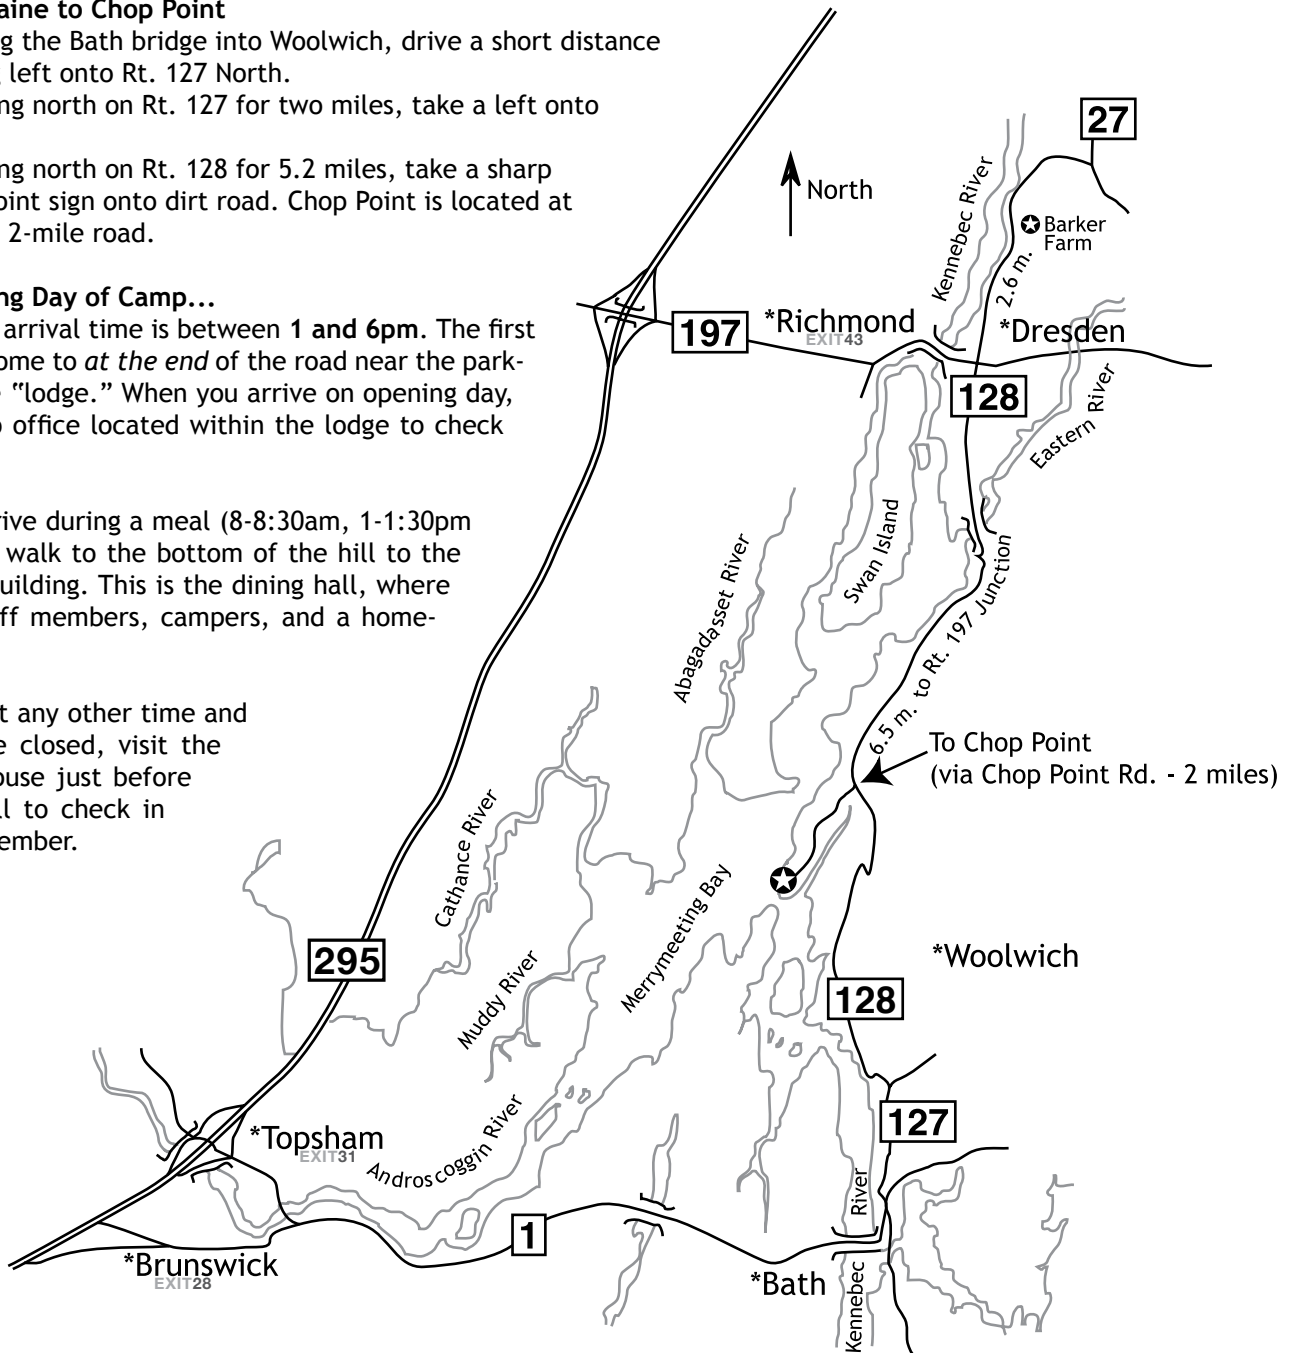 aine to Chop Point
g the Bath bridge into Woolwich, drive a short distance
left onto Rt. 127 North.
ng north on Rt. 127 for two miles, take a left onto
ng north on Rt. 128 for 5.2 miles, take a sharp
oint sign onto dirt road. Chop Point is located at
2-mile road.
ng Day of Camp...
arrival time is between 1 and 6pm. The first
ome to at the end of the road near the park-
e “lodge.” When you arrive on opening day,
o office located within the lodge to check
rive during a meal (8-8:30am, 1-1:30pm
walk to the bottom of the hill to the
uilding. This is the dining hall, where
ff members, campers, and a home-
t any other time and
e closed, visit the
ouse just before
ll to check in
ember.
27
North
Kennebec River
Barker
Farm
2.6 m.
197
*Richmond
EXIT43
*Dresden
128
Eastern River
Swan Island
Abagadasset River
6.5 m. to Rt. 197 Junction
To Chop Point
(via Chop Point Rd. - 2 miles)
Cathance River
Merrymeeting Bay
295
*Woolwich
Muddy River
128
127
*Topsham
EXIT31
Androscoggin River
River
1
*Brunswick
EXIT28
*Bath
Kennebec